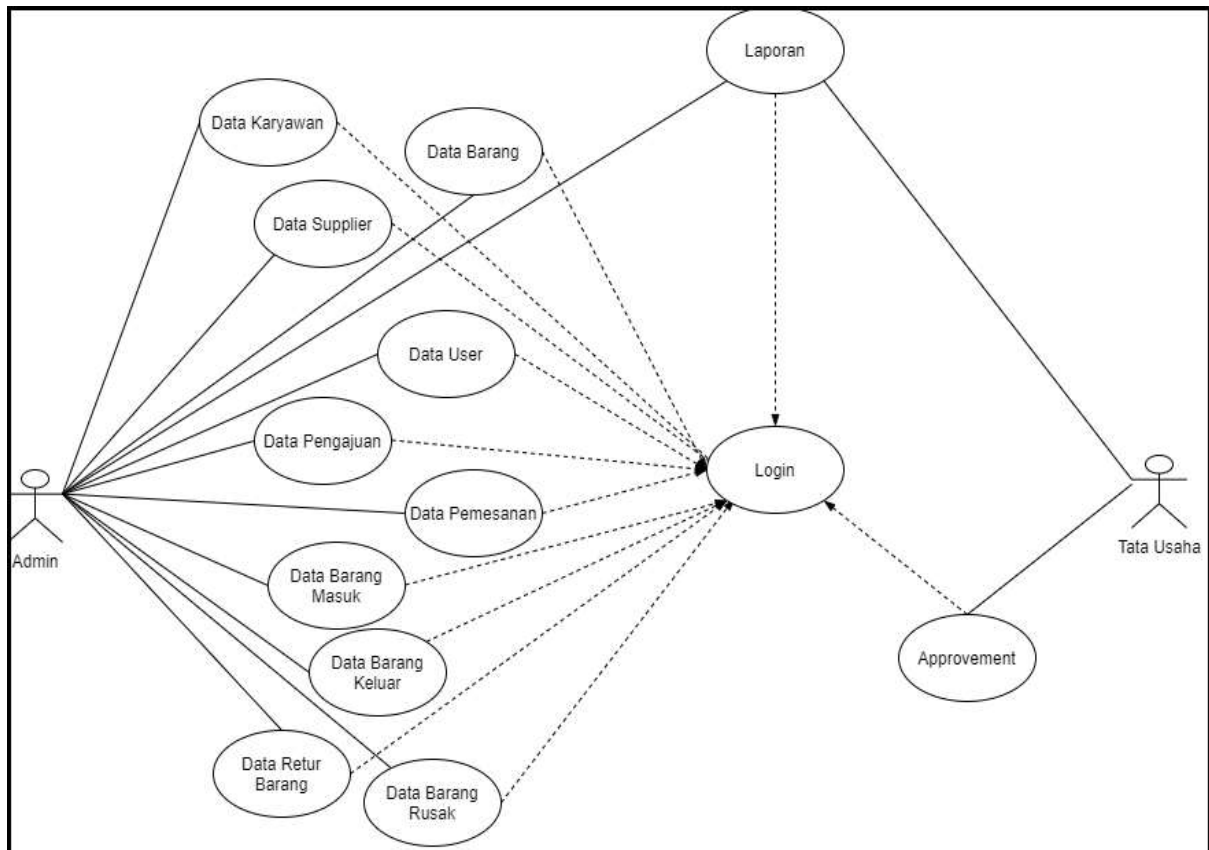 Laporan
Data Karyawan
Data Barang
Data Supplier
Data User
Data Pengajuan
Login
Data Pemesanan
Admin
Tata Usaha
Data Barang
Masuk
Data Barang
Keluar
Approvement
Data Retur
Barang
Data Barang
Rusak